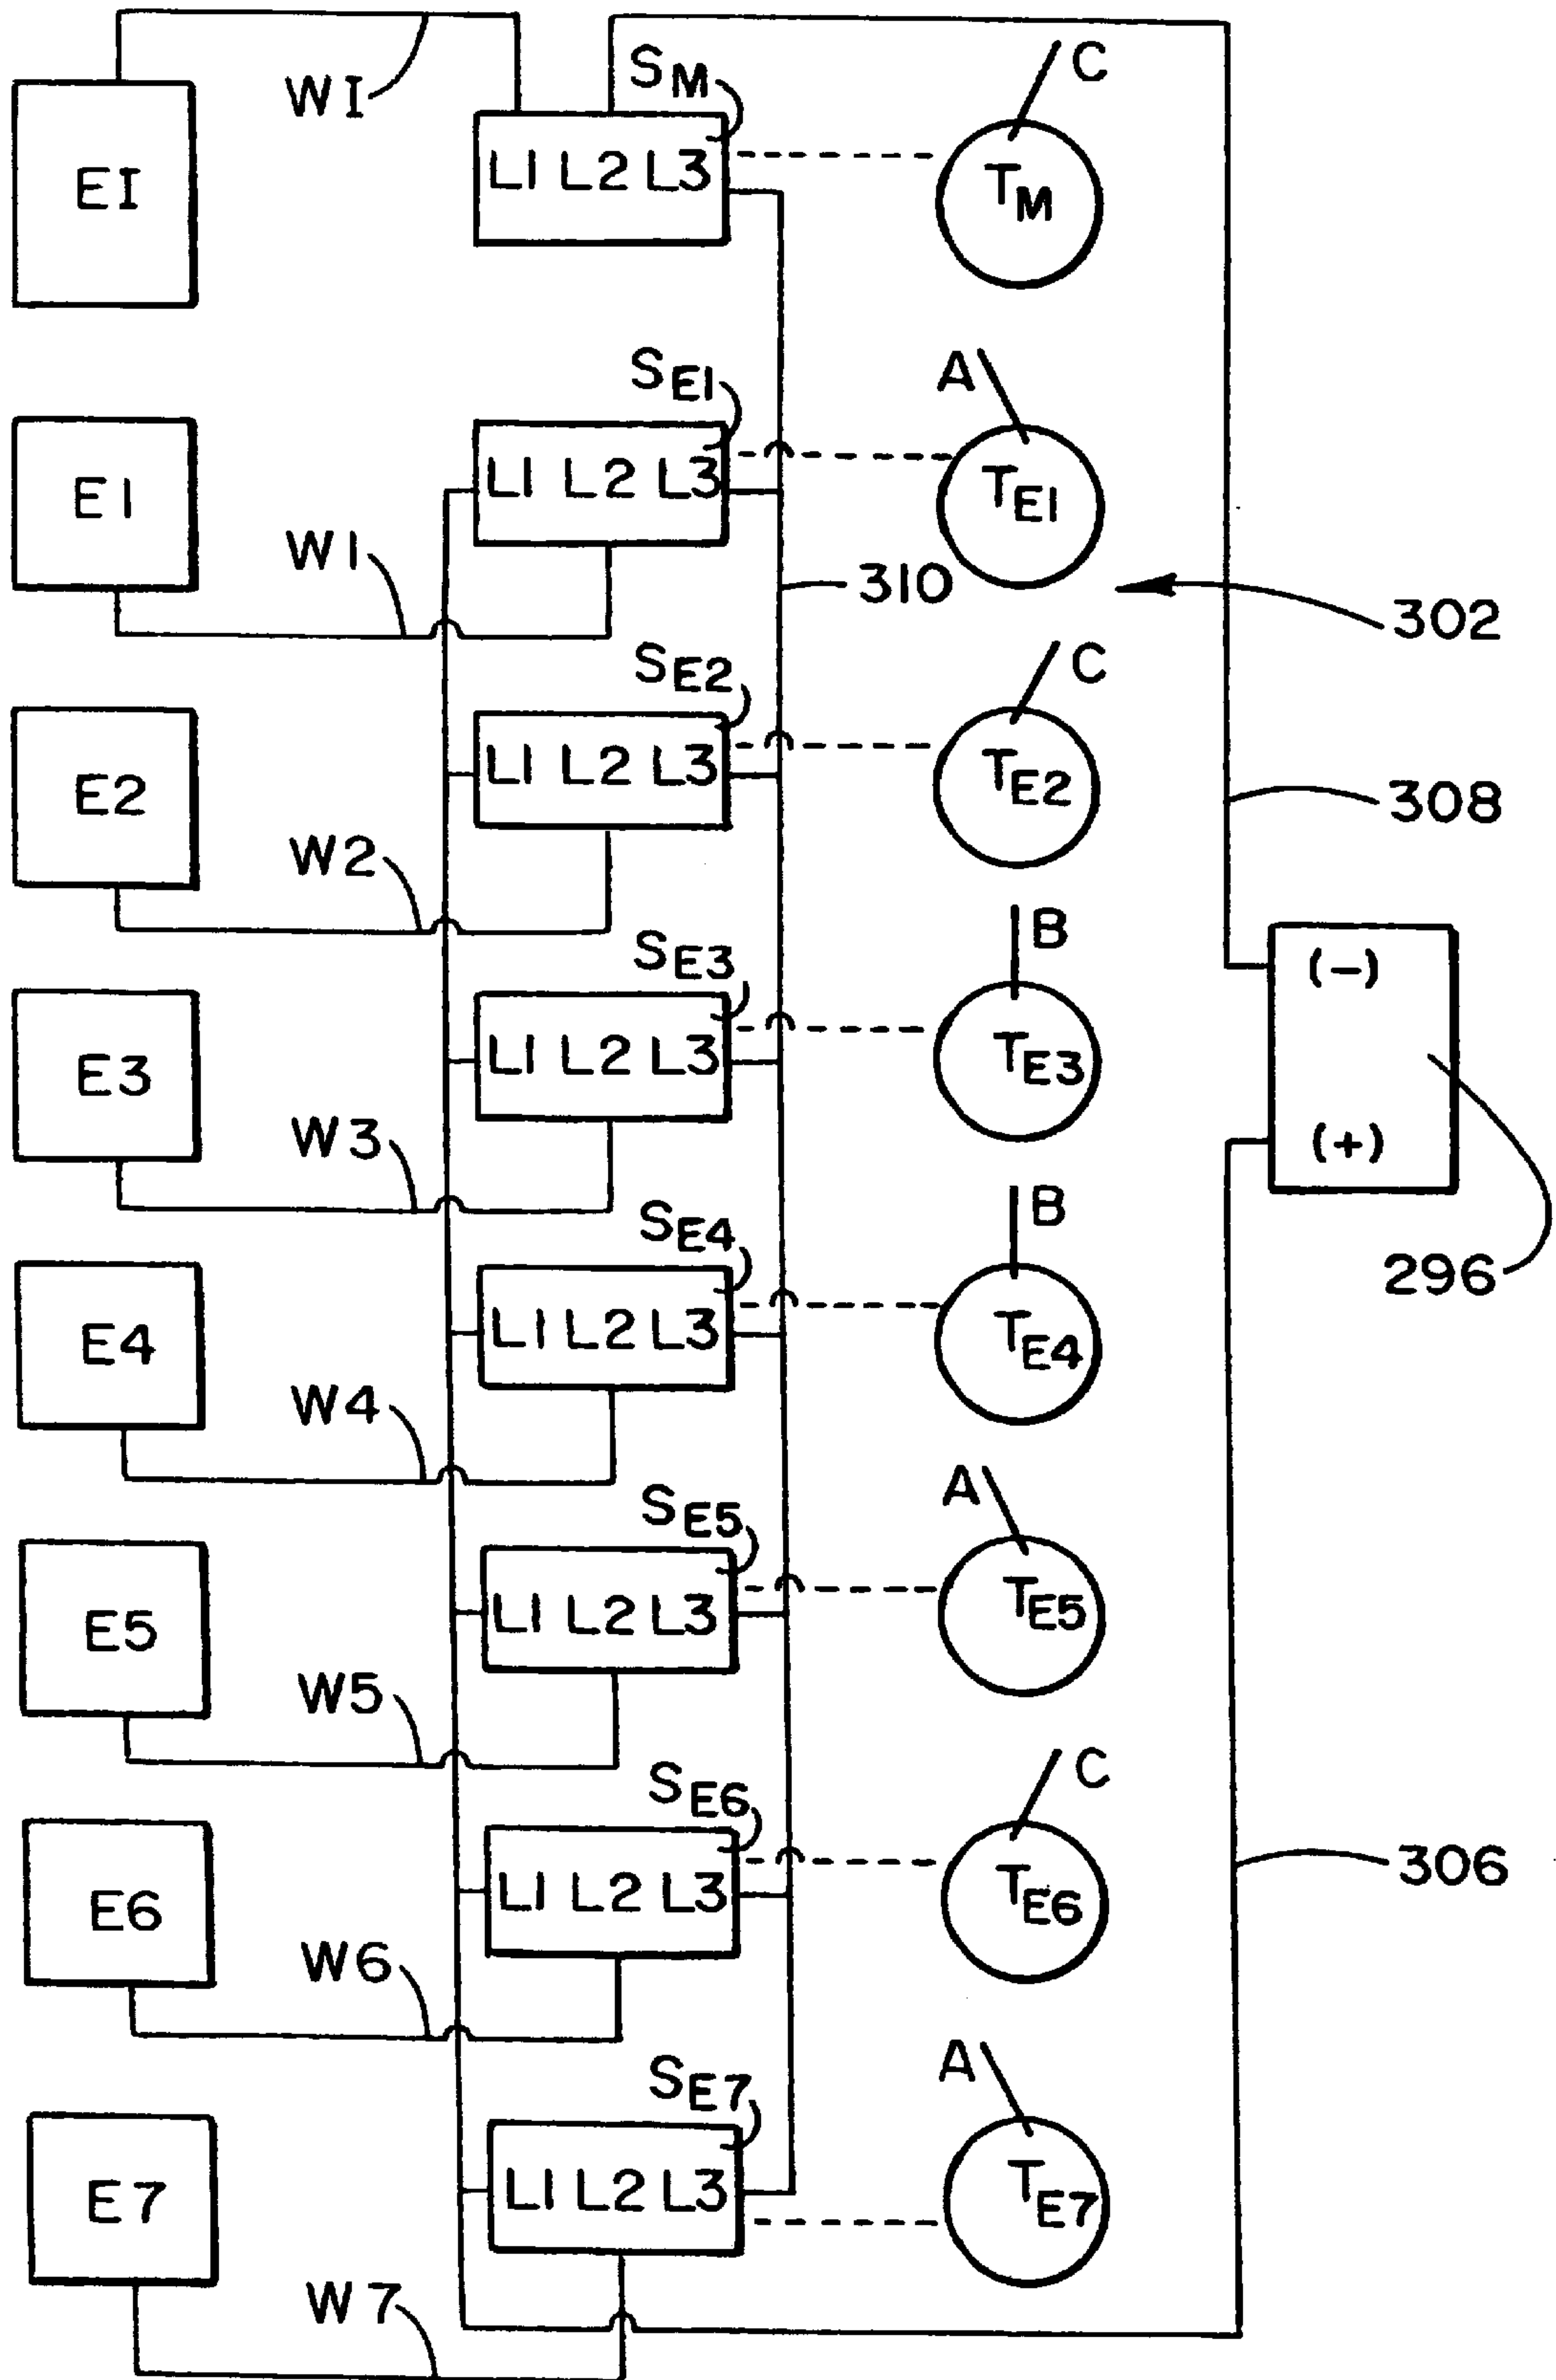 WI
SM
C
EI
L1 L2 L3
TM
SE1
A
E1
L1 L2 L3
TE1
W1
310
302
SE2
C
E2
L1 L2 L3
TE2
308
W2
B
SE3
(-)
E3
L1 L2 L3
TE3
W3
(+)
B
SE4
296
E4
L1 L2 L3
TE4
W4
A
SE5
E5
L1 L2 L3
TE5
W5
C
SE6
306
E6
L1 L2 L3
TE6
W6
A
SE7
E7
L1 L2 L3
TE7
W7